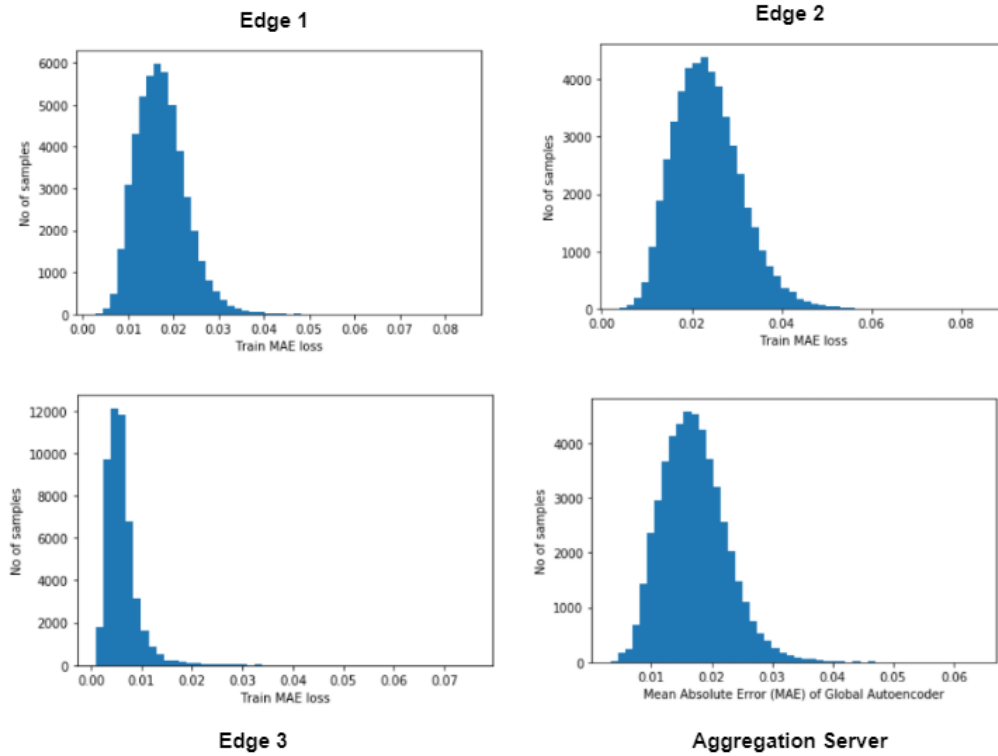 Edge 1
6000
5000
4000
3000
2000
1000
0
No of samples
0.00 0.01 0.02 0.03 0.04 0.05 0.06 0.07 0.08
Train MAE loss
Edge 2
4000
3000
2000
1000
0
No of samples
0.00 0.02 0.04 0.06 0.08
Train MAE loss
12000
10000
8000
6000
4000
2000
0
No of samples
0.00 0.01 0.02 0.03 0.04 0.05 0.06 0.07
Train MAE loss
Edge 3
4000
3000
2000
1000
0
No of samples
0.01 0.02 0.03 0.04 0.05 0.06
Mean Absolute Error (MAE) of Global Autoencoder
Aggregation Server